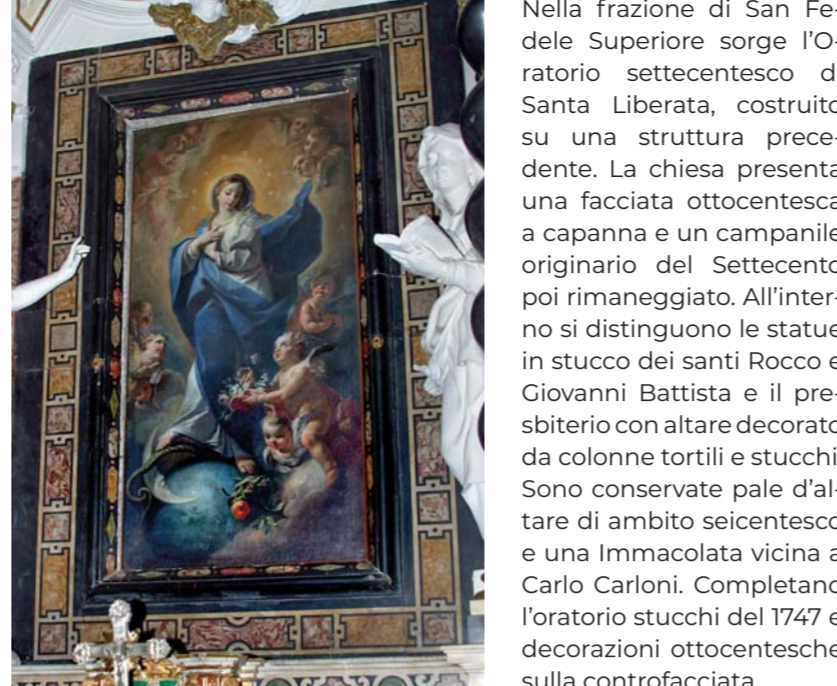 Nella frazione di San Fe-
dele Superiore sorge l'O-
ratorio settecentesco d
Santa Liberata, costruito
su una struttura prece-
dente. La chiesa presenta
una facciata ottocentesca
a capanna e un campanile
originario del Settecento
poi rimaneggiato. All'inter-
no si distinguono le statue
in stucco dei santi Rocco e
Giovanni Battista e il pre-
sbiterio con altare decorato
da colonne tortili e stucchi
Sono conservate pale d'al-
tare di ambito seicentesco
e una Immacolata vicina a
Carlo Carloni. Completano
l'oratorio stucchi del 1747 e
decorazioni ottocentesche
sulla controfacciata